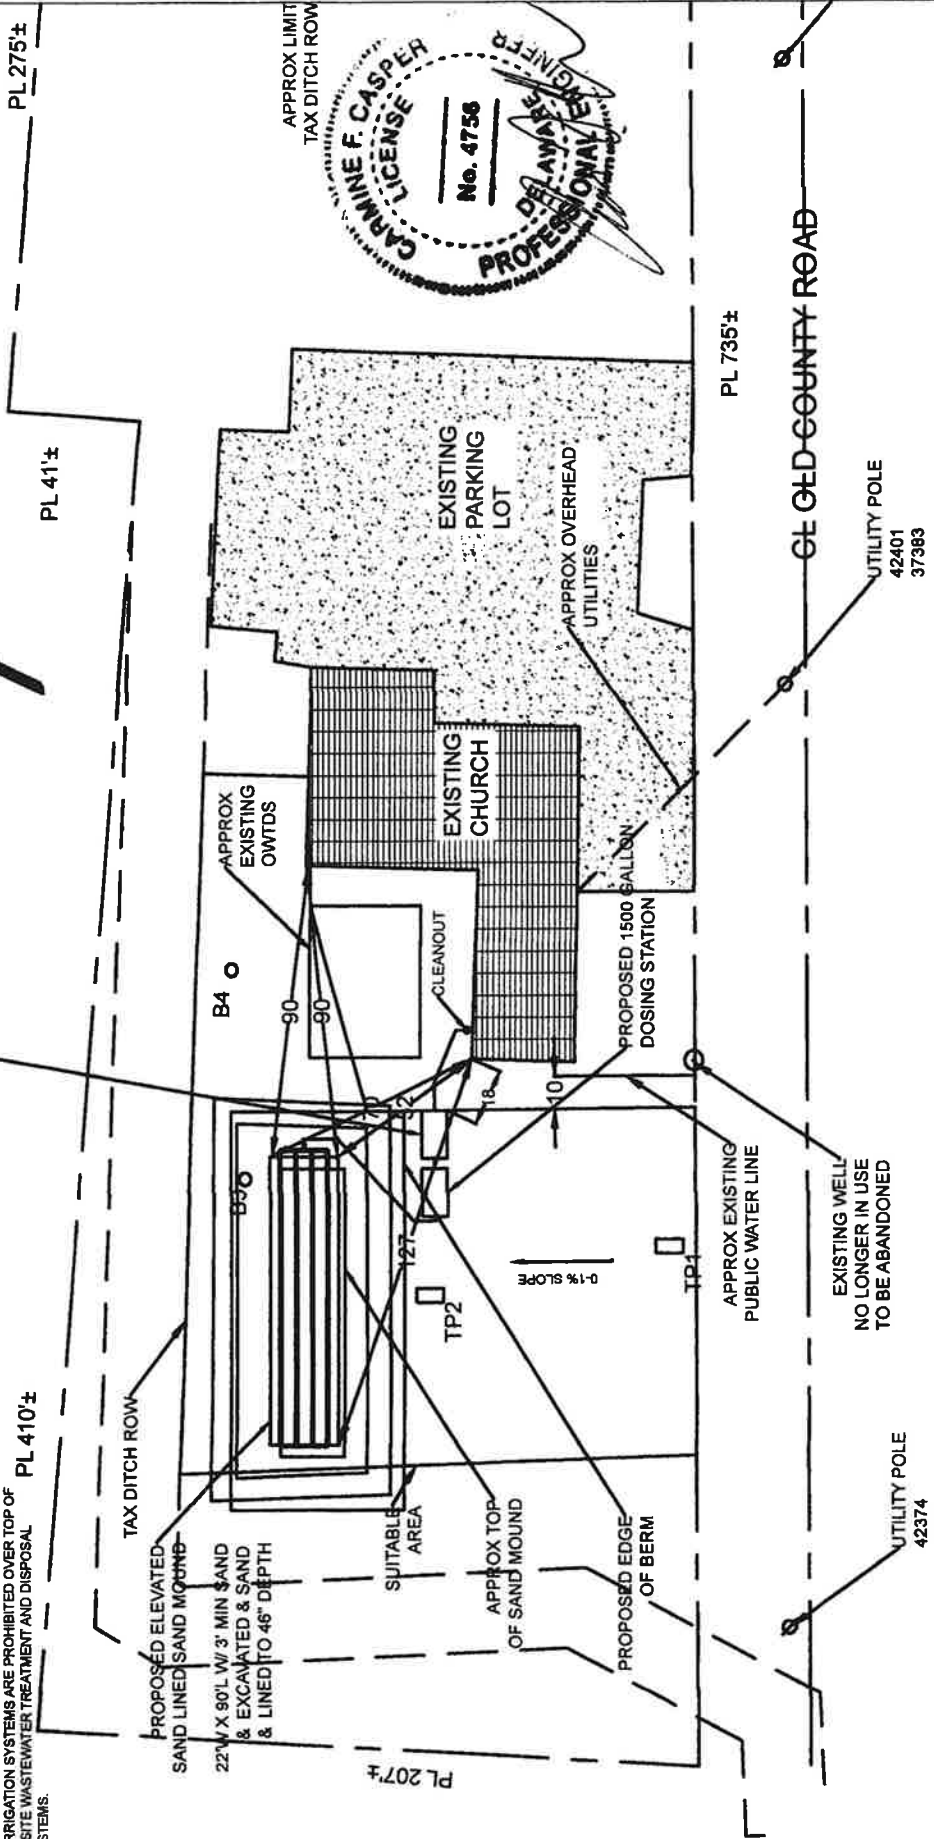 RRIGATION SYSTEMS ARE PROHIBITED OVER TOP OF
SITE WASTEWATER TREATMENT AND DISPOSAL
STEMS.
PL 410'±
PL 41'±
PL 275'±
TAX DITCH ROW
APPROX LIMIT
TAX DITCH ROW
CARMINE F. CASPER
LICENSE
No. 4756
DELAWARE
PROFESSIONAL ENGINEER
PROPOSED ELEVATED
SAND LINED SAND MOUND
22'W X 90'L W/ 3' MIN SAND
& EXCAVATED & SAND
& LINED TO 46" DEPTH
B3
B4
APPROX
EXISTING
OWTDS
90
90
EXISTING
PARKING
LOT
EXISTING
CHURCH
CLEANOUT
18
10
127
SUITABLE
AREA
APPROX TOP
OF SAND MOUND
PROPOSED EDGE
OF BERM
TP2
TP1
0-1% SLOPE
PROPOSED 1500 GALLON
DOSING STATION
APPROX OVERHEAD
UTILITIES
APPROX EXISTING
PUBLIC WATER LINE
EXISTING WELL
NO LONGER IN USE
TO BE ABANDONED
PL 207'±
PL 735'±
CL OLD COUNTY ROAD
UTILITY POLE
42374
UTILITY POLE
42401
37383